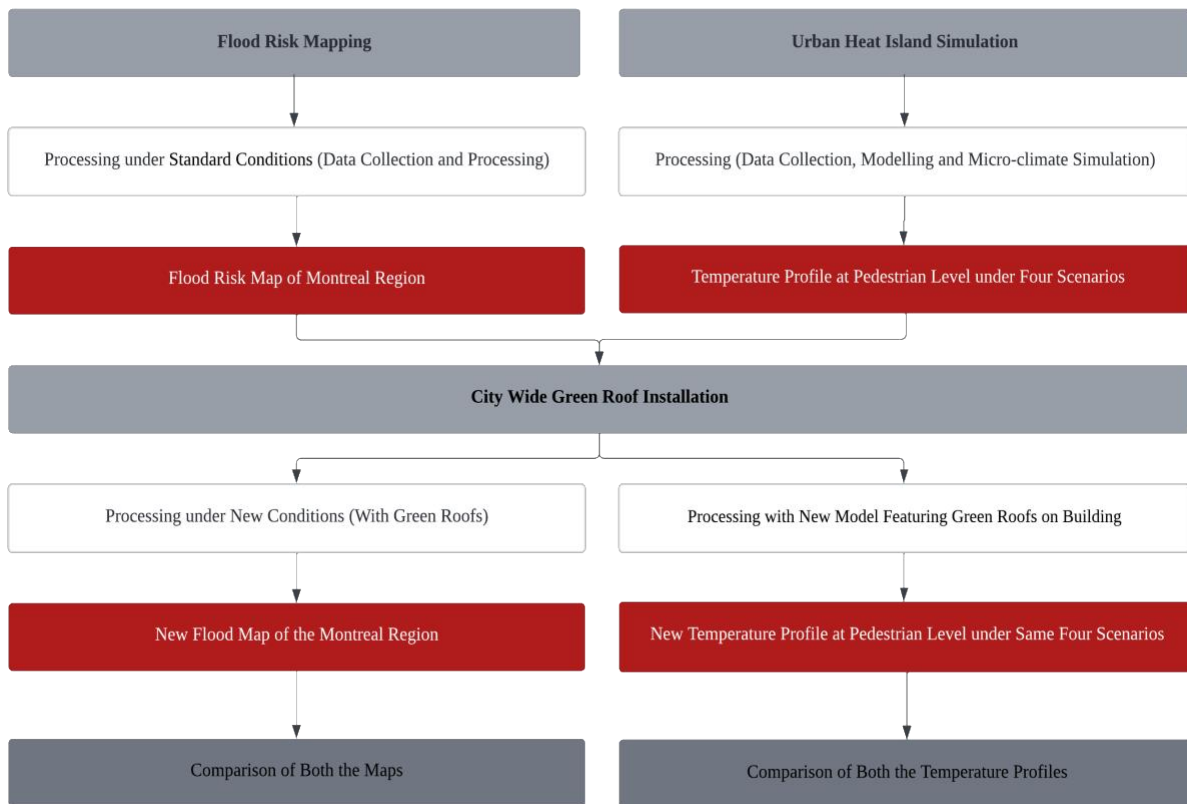 Flood Risk Mapping
Urban Heat Island Simulation
Processing under Standard Conditions (Data Collection and Processing)
Processing (Data Collection, Modelling and Micro-climate Simulation)
Flood Risk Map of Montreal Region
Temperature Profile at Pedestrian Level under Four Scenarios
City Wide Green Roof Installation
Processing under New Conditions (With Green Roofs)
Processing with New Model Featuring Green Roofs on Building
New Flood Map of the Montreal Region
New Temperature Profile at Pedestrian Level under Same Four Scenarios
Comparison of Both the Maps
Comparison of Both the Temperature Profiles